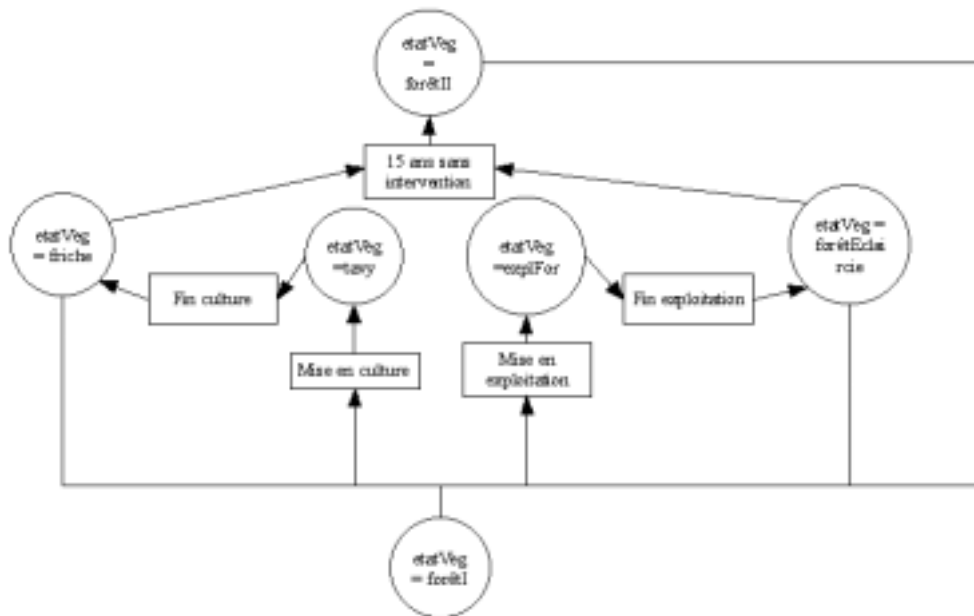 etatVeg
=
forêtII
15 ans sans
intervention
etatVeg
= friche
etatVeg
=tavy
etatVeg
=explFor
etatVeg =
forêtEclai
rcie
Fin culture
Fin exploitation
Mise en culture
Mise en
exploitation
etatVeg
= forêtI